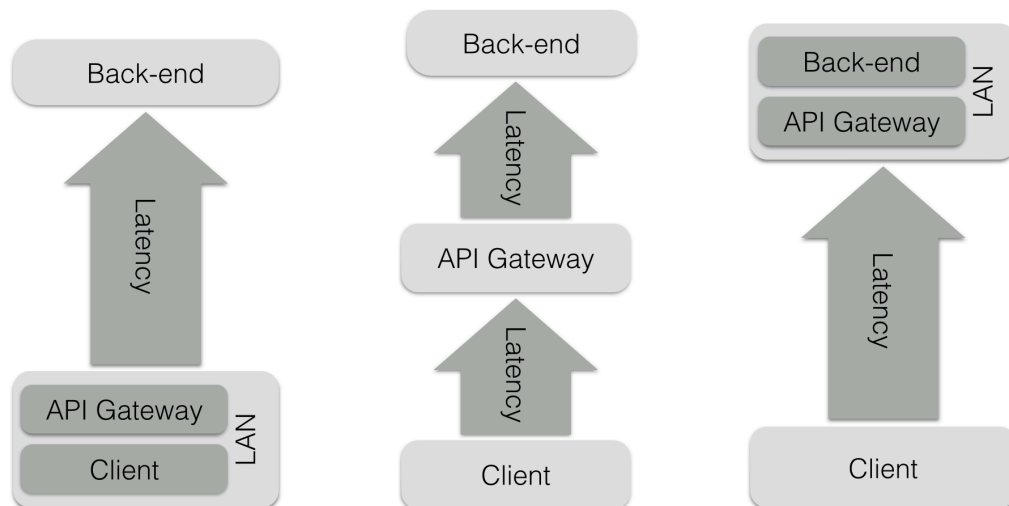 Back-end
Latency
API Gateway
Client
LAN
Back-end
Latency
API Gateway
Latency
Client
Back-end
API Gateway
LAN
Latency
Client